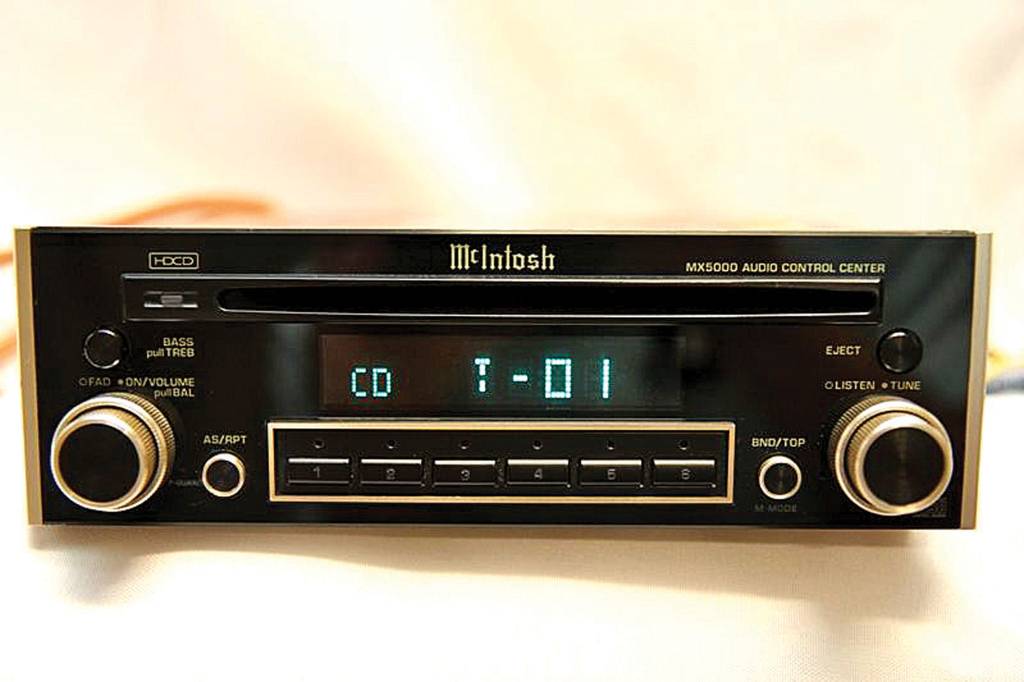 HDCD
McIntosh
MX5000 AUDIO CONTROL CENTER
BASS
pull TREB
EJECT
CD T-01
FAD ON/VOLUME
pull BAL
LISTEN TUNE
AS/RPT
BND/TOP
1 2 3 4 5 6
M-MODE